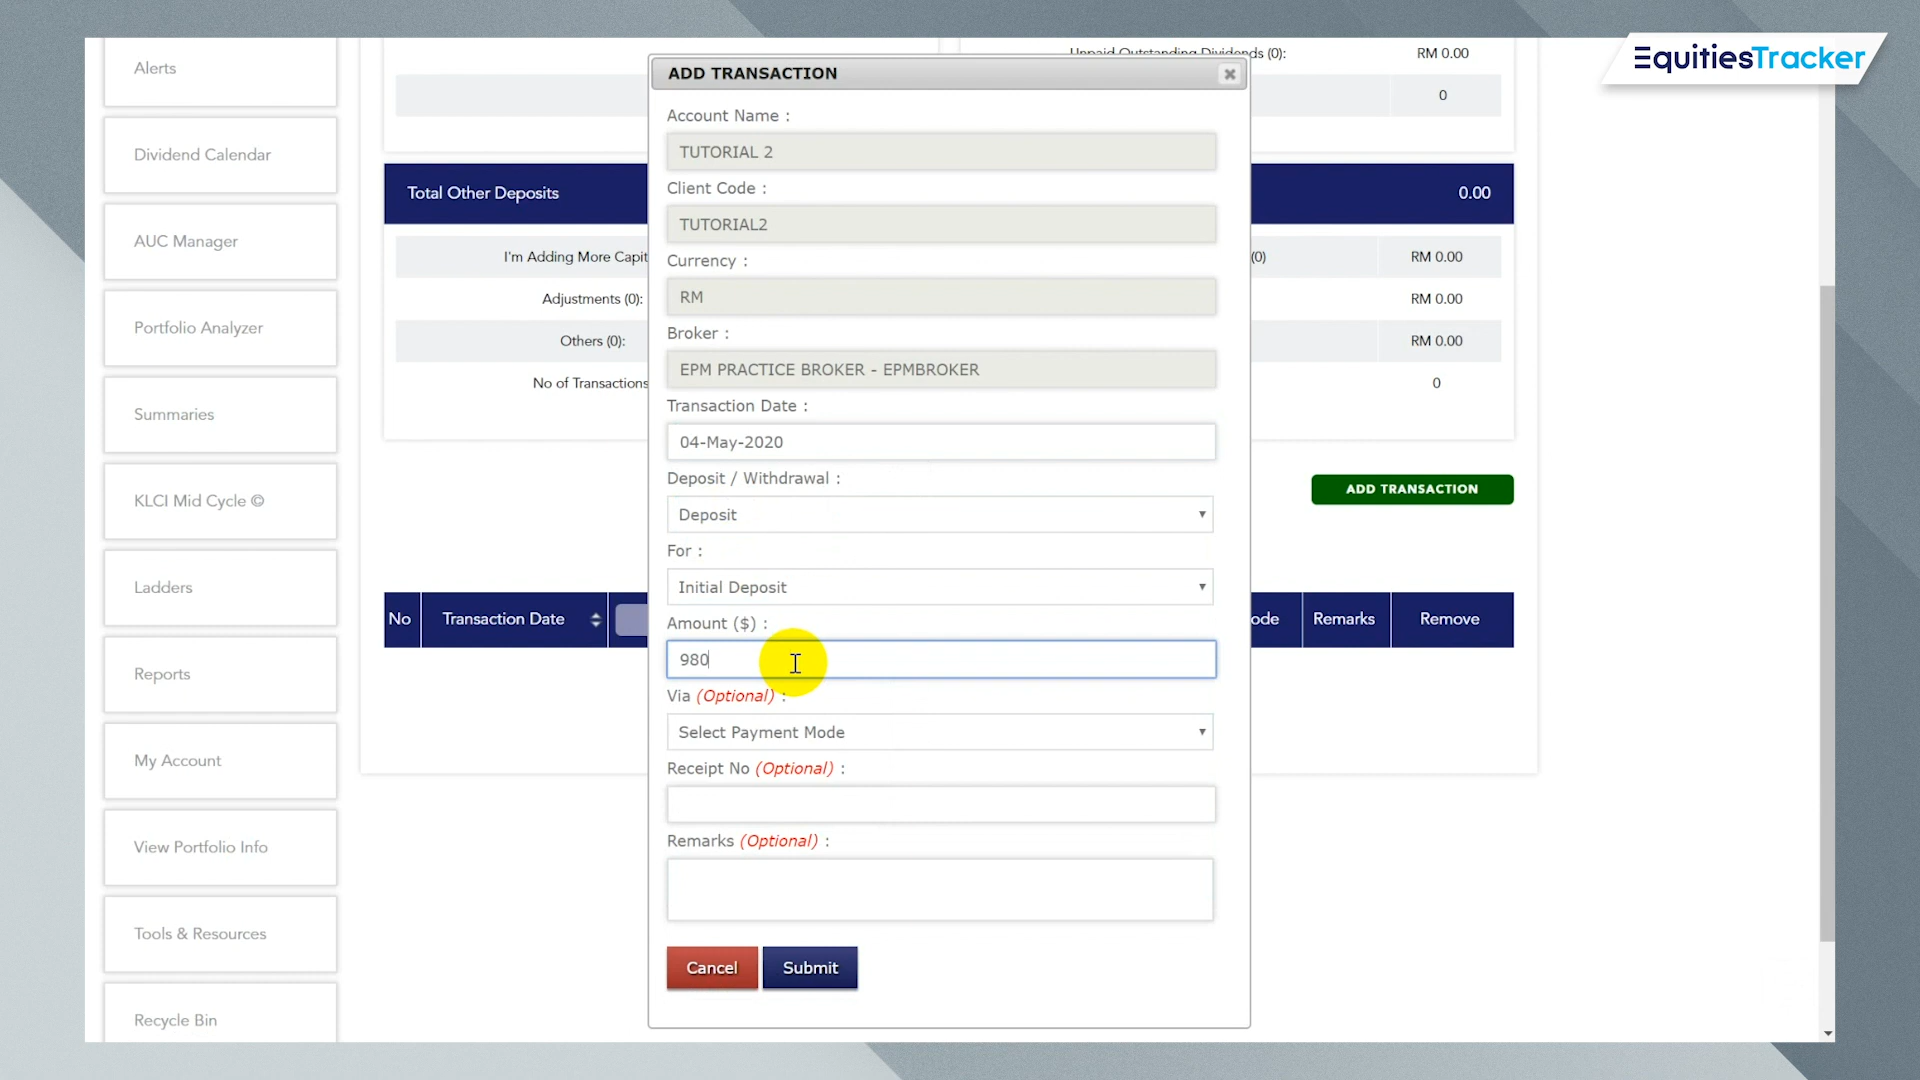 EquitiesTracker
Alerts
Dividend Calendar
AUC Manager
Portfolio Analyzer
Summaries
KLCI Mid Cycle ©
Ladders
Reports
My Account
View Portfolio Info
Tools & Resources
Recycle Bin
Unpaid Outstanding Dividends (0): RM 0.00
0
Total Other Deposits 0.00
I'm Adding More Capit (0) RM 0.00
Adjustments (0): RM 0.00
Others (0): RM 0.00
No of Transactions 0
ADD TRANSACTION
No Transaction Date ode Remarks Remove
ADD TRANSACTION
Account Name :
TUTORIAL 2
Client Code :
TUTORIAL2
Currency :
RM
Broker :
EPM PRACTICE BROKER - EPMBROKER
Transaction Date :
04-May-2020
Deposit / Withdrawal :
Deposit
For :
Initial Deposit
Amount ($) :
980
Via (Optional) :
Select Payment Mode
Receipt No (Optional) :
Remarks (Optional) :
Cancel Submit